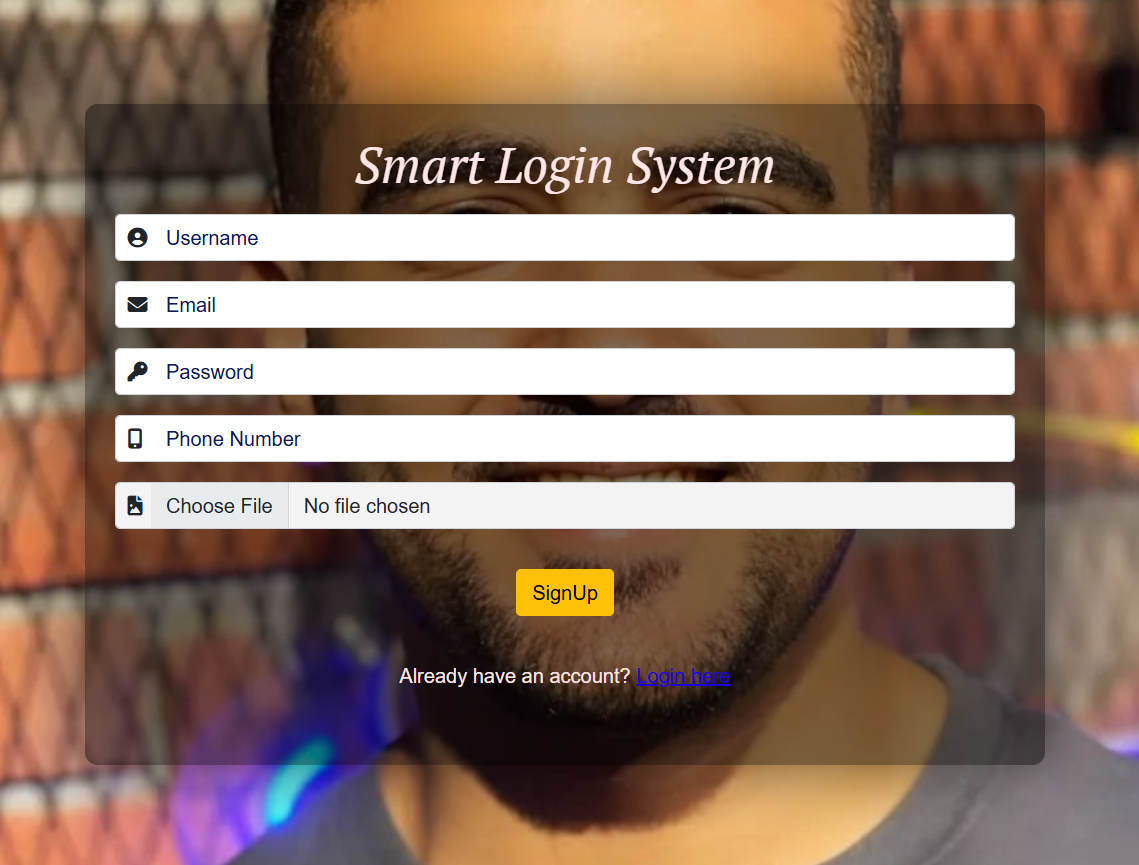 Smart Login System
Username
Email
Password
Phone Number
Choose File No file chosen
SignUp
Already have an account? Login here